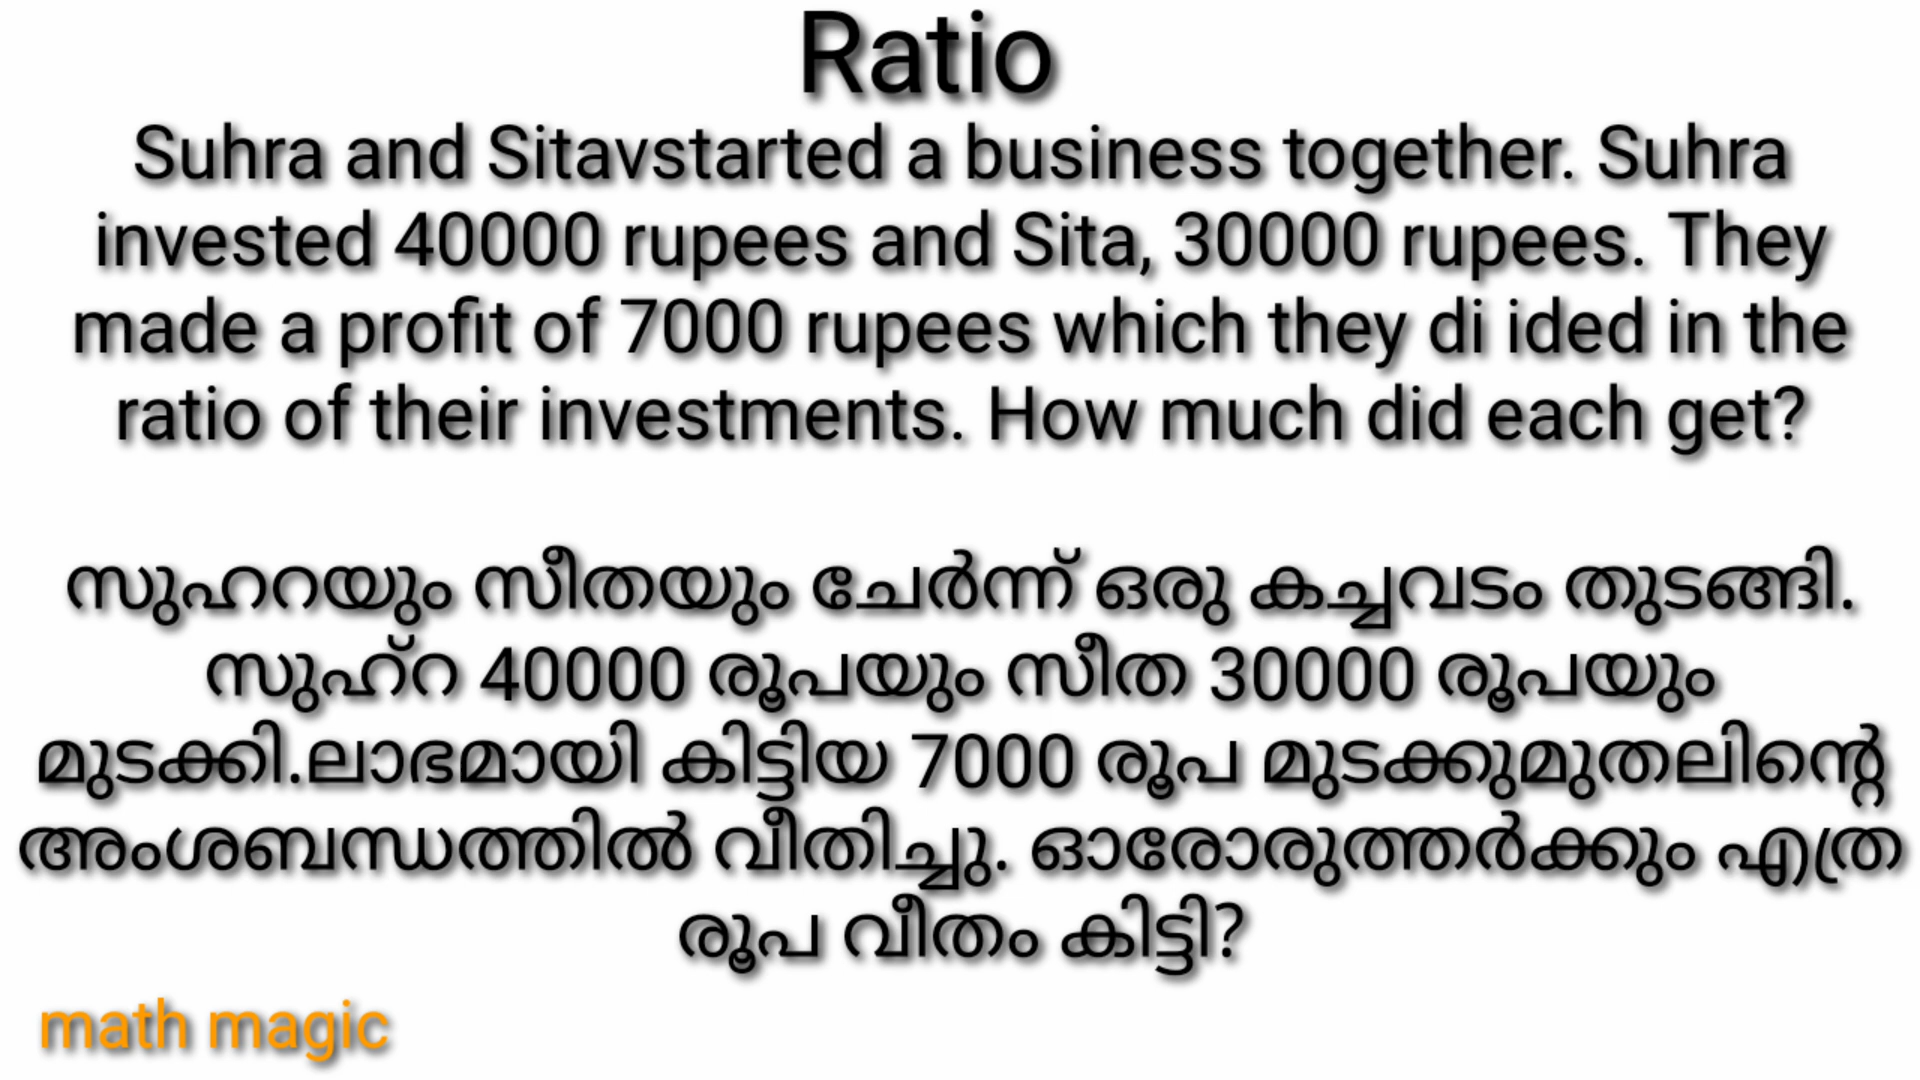 Ratio
Suhra and Sitavstarted a business together. Suhra
invested 40000 rupees and Sita, 30000 rupees. They
made a profit of 7000 rupees which they di ided in the
ratio of their investments. How much did each get?
സുഹറയും സീതയും ചേർന്ന് ഒരു കച്ചവടം തുടങ്ങി.
സുഹ്റ 40000 രൂപയും സീത 30000 രൂപയും
മുടക്കി.ലാഭമായി കിട്ടിയ 7000 രൂപ മുടക്കുമുതലിന്റെ
അംശബന്ധത്തിൽ വീതിച്ചു. ഓരോരുത്തർക്കും എത്ര
രൂപ വീതം കിട്ടി?
math magic